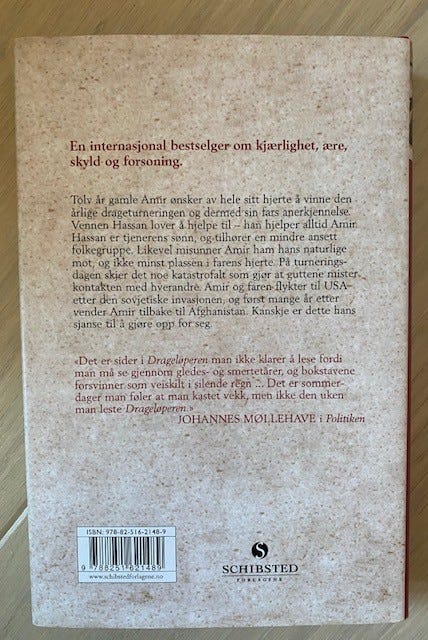 En internasjonal bestselger om kjærlighet, ære,
skyld og forsoning.
Tolv år gamle Amir ønsker av hele sitt hjerte å vinne den
årlige drageturneringen og dermed sin fars anerkjennelse.
Vennen Hassan lover å hjelpe til – han hjelper alltid Amir
Hassan er tjenerens sønn, og tilhører en mindre ansett
folkegruppe. Likevel misunner Amir ham hans naturlige
mot, og ikke minst plassen i farens hjerte. På turnerings-
dagen skjer det noe katastrofalt som gjør at guttene mister
kontakten med hverandre. Amir og faren flykter til USA
etter den sovjetiske invasjonen, og først mange år etter
vender Amir tilbake til Afghanistan. Kanskje er dette hans
sjanse til å gjøre opp for seg.
«Det er sider i Drageløperen man ikke klarer å lese fordi
man må se gjennom gledes- og smertetårer, og bokstavene
forsvinner som veiskilt i silende regn ... Det er sommer-
dager man føler at man kastet vekk, men ikke den uken
man leste Drageløperen.»
JOHANNES MØLLEHAVE i Politiken
ISBN: 978-82-516-2148-9
9 788251 621489
www.schibstedforlagene.no
S
SCHIBSTED
FORLAGENE